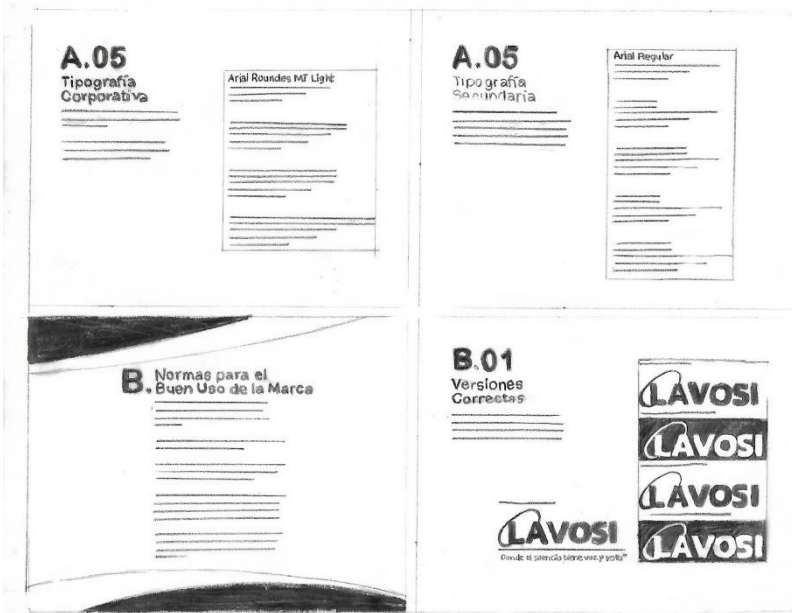 A.05
Tipografía
Corporativa
Arial Roundes MT Light
A.05
Tipografía
Secundaria
Arial Regular
B. Normas para el
Buen Uso de la Marca
B.01
Versiones
Correctas
LAVOSI
Donde el silencio tiene voz y voto
LAVOSI
LAVOSI
LAVOSI
LAVOSI